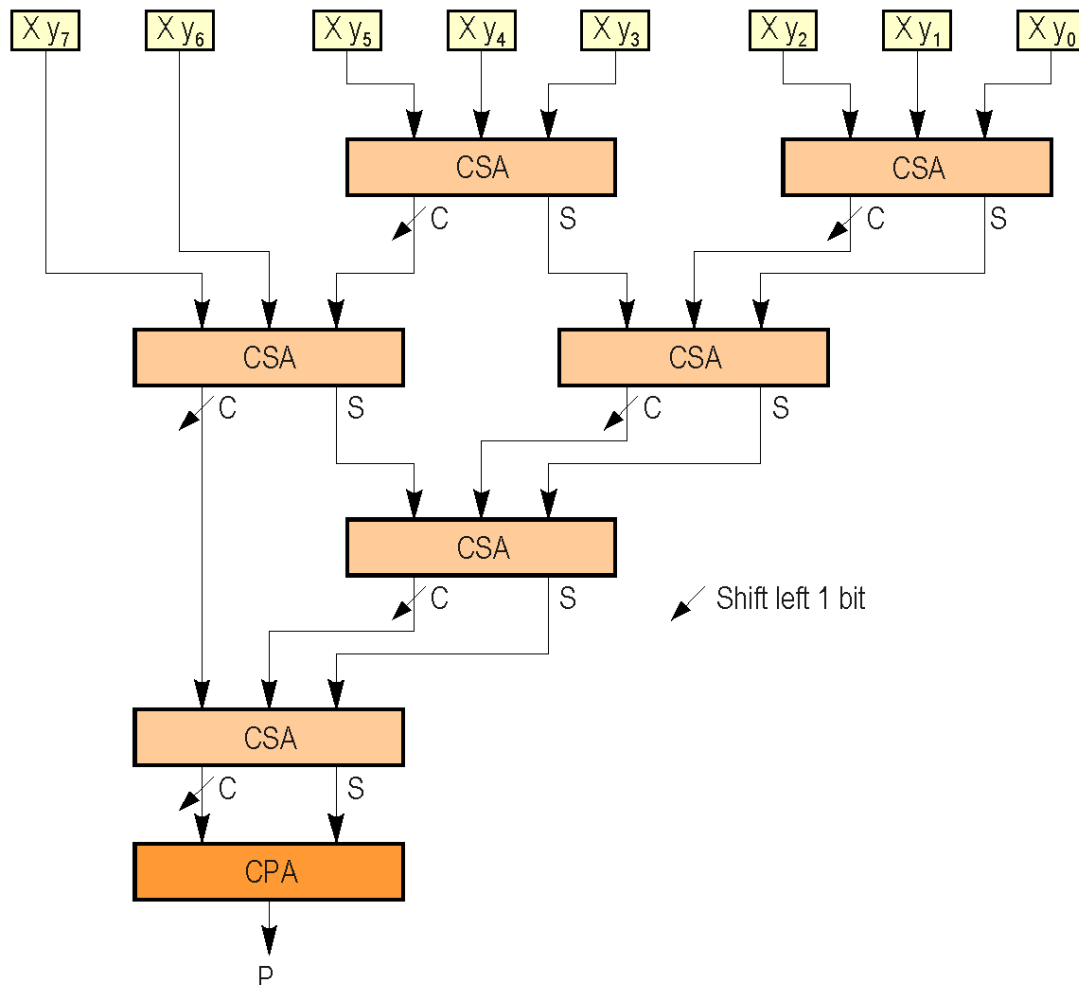 X y₇ X y₆ X y₅ X y₄ X y₃ X y₂ X y₁ X y₀
CSA CSA
C S C S
CSA CSA
C S C S
CSA
C S
Shift left 1 bit
CSA
C S
CPA
P